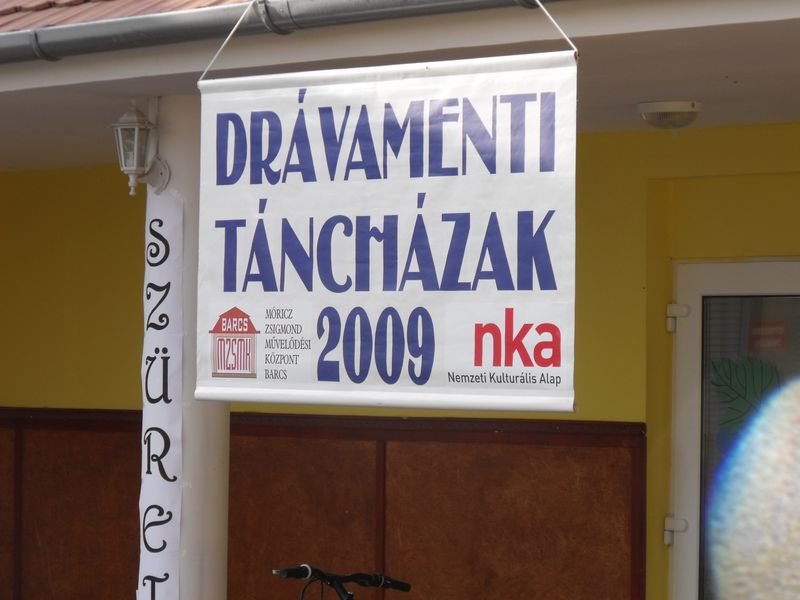 DRÁVAMENTI
TÁNCHÁZAK
2009
BARCS
MZSMK
MÓRICZ
ZSIGMOND
MŰVELŐDÉSI
KÖZPONT
BARCS
nka
Nemzeti Kulturális Alap
SZÜRET